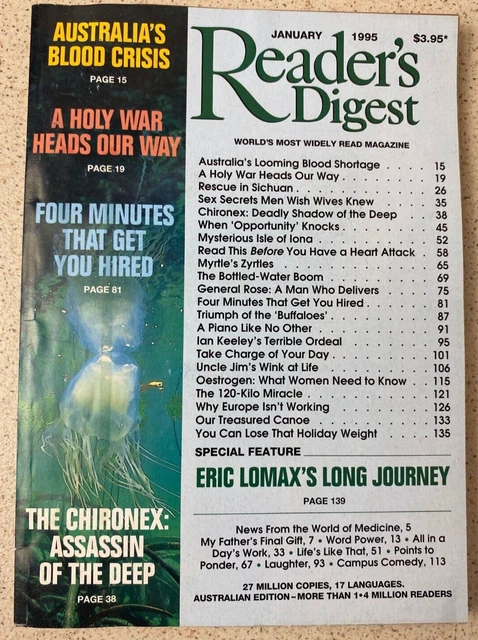 AUSTRALIA'S
BLOOD CRISIS
PAGE 15
A HOLY WAR
HEADS OUR WAY
PAGE 19
FOUR MINUTES
THAT GET
YOU HIRED
PAGE 81
THE CHIRONEX:
ASSASSIN
OF THE DEEP
PAGE 38
JANUARY 1995 $3.95*
Reader's
Digest
WORLD'S MOST WIDELY READ MAGAZINE
Australia's Looming Blood Shortage . . . . 15
A Holy War Heads Our Way . . . . . . . . 19
Rescue in Sichuan . . . . . . . . . . . . 26
Sex Secrets Men Wish Wives Knew . . . . 35
Chironex: Deadly Shadow of the Deep . . . 38
When 'Opportunity' Knocks . . . . . . . . 45
Mysterious Isle of Iona . . . . . . . . . . 52
Read This Before You Have a Heart Attack . 58
Myrtle's Zyrtles . . . . . . . . . . . . . 65
The Bottled-Water Boom . . . . . . . . . 69
General Rose: A Man Who Delivers . . . . 75
Four Minutes That Get You Hired . . . . . 81
Triumph of the 'Buffaloes' . . . . . . . . . 87
A Piano Like No Other . . . . . . . . . . 91
Ian Keeley's Terrible Ordeal . . . . . . . . 95
Take Charge of Your Day . . . . . . . . . 101
Uncle Jim's Wink at Life . . . . . . . . . 106
Oestrogen: What Women Need to Know . . 115
The 120-Kilo Miracle . . . . . . . . . . . 121
Why Europe Isn't Working . . . . . . . . 126
Our Treasured Canoe . . . . . . . . . . . 133
You Can Lose That Holiday Weight . . . . 135
SPECIAL FEATURE
ERIC LOMAX'S LONG JOURNEY
PAGE 139
News From the World of Medicine, 5
My Father's Final Gift, 7 • Word Power, 13 • All in a
Day's Work, 33 • Life's Like That, 51 • Points to
Ponder, 67 • Laughter, 93 • Campus Comedy, 113
27 MILLION COPIES, 17 LANGUAGES.
AUSTRALIAN EDITION–MORE THAN 1•4 MILLION READERS